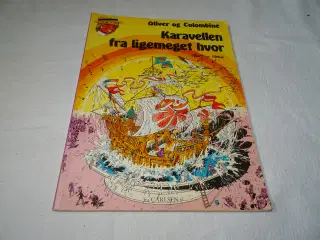 Oliver og Columbine
Karavellen
fra ligemeget hvor
CARLSEN